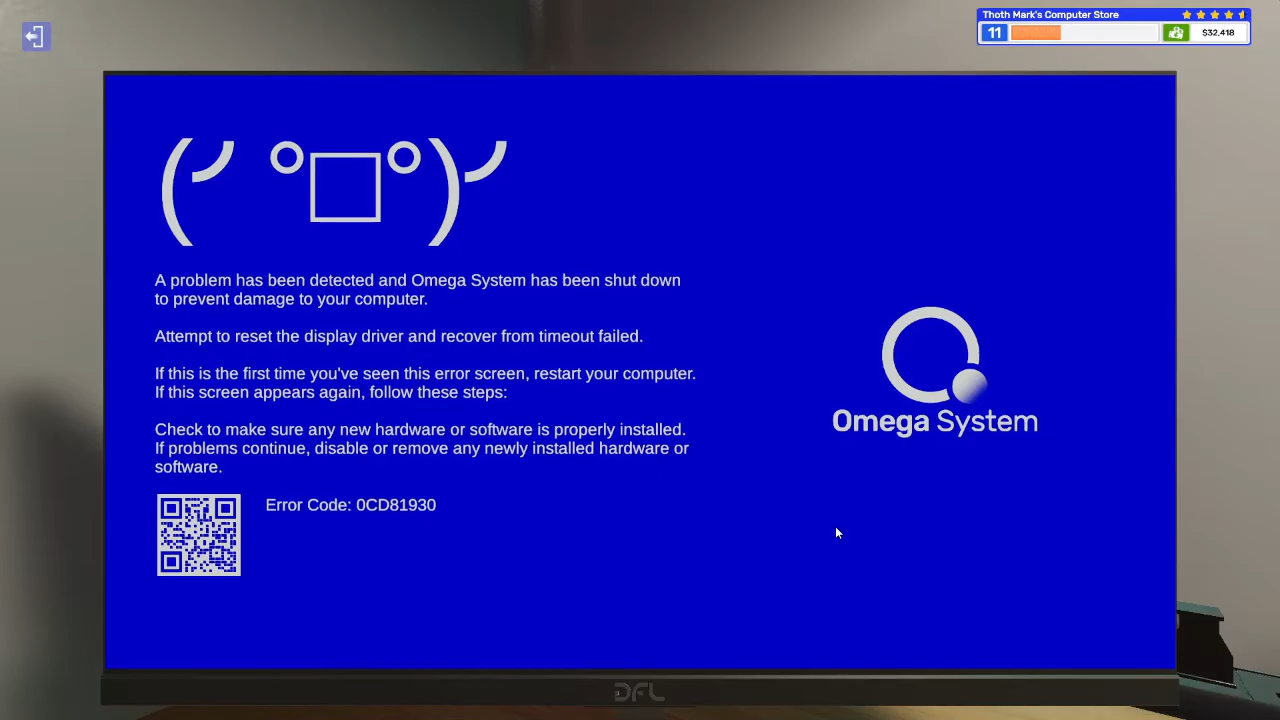 Thoth Mark's Computer Store
11
$32,418
(╯°□°)╯
A problem has been detected and Omega System has been shut down
to prevent damage to your computer.
Attempt to reset the display driver and recover from timeout failed.
If this is the first time you've seen this error screen, restart your computer.
If this screen appears again, follow these steps:
Check to make sure any new hardware or software is properly installed.
If problems continue, disable or remove any newly installed hardware or
software.
Error Code: 0CD81930
Omega System
DFL